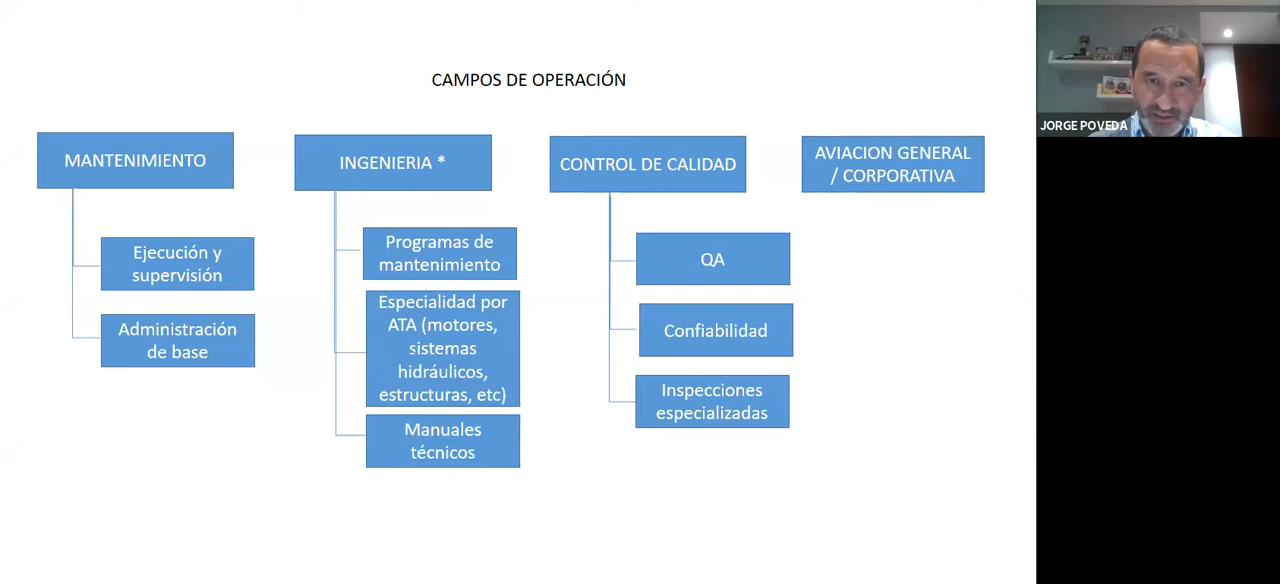 CAMPOS DE OPERACIÓN
MANTENIMIENTO
Ejecución y
supervisión
Administración
de base
INGENIERIA *
Programas de
mantenimiento
Especialidad por
ATA (motores,
sistemas
hidráulicos,
estructuras, etc)
Manuales
técnicos
CONTROL DE CALIDAD
QA
Confiabilidad
Inspecciones
especializadas
AVIACION GENERAL
/ CORPORATIVA
JORGE POVEDA